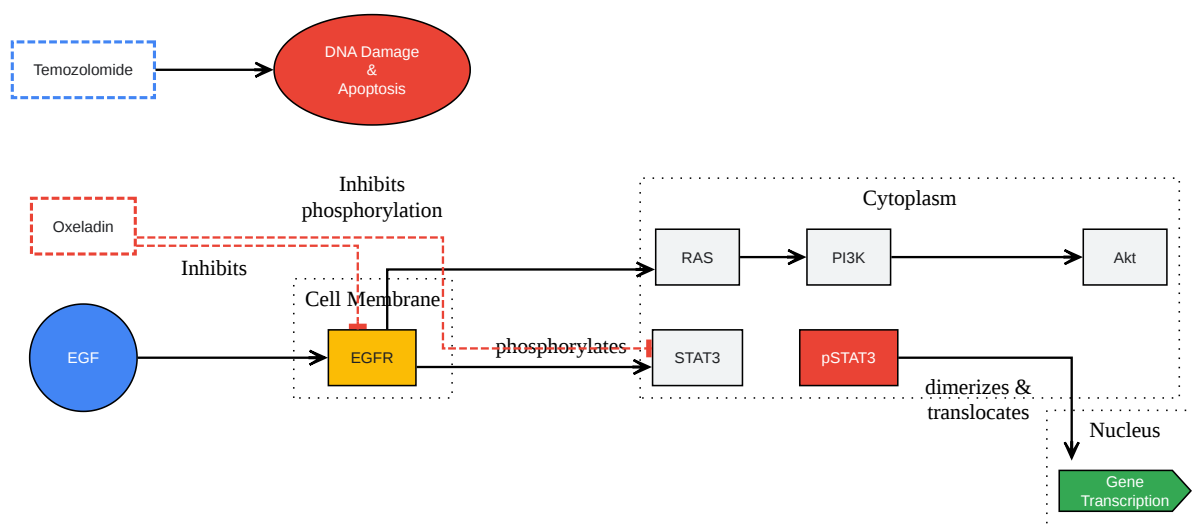 Temozolomide
DNA Damage
&
Apoptosis
Inhibits
phosphorylation
Cytoplasm
Oxeladin
Inhibits
RAS
PI3K
Akt
Cell Membrane
EGF
EGFR
phosphorylates
STAT3
pSTAT3
dimerizes &
translocates
Nucleus
Gene
Transcription